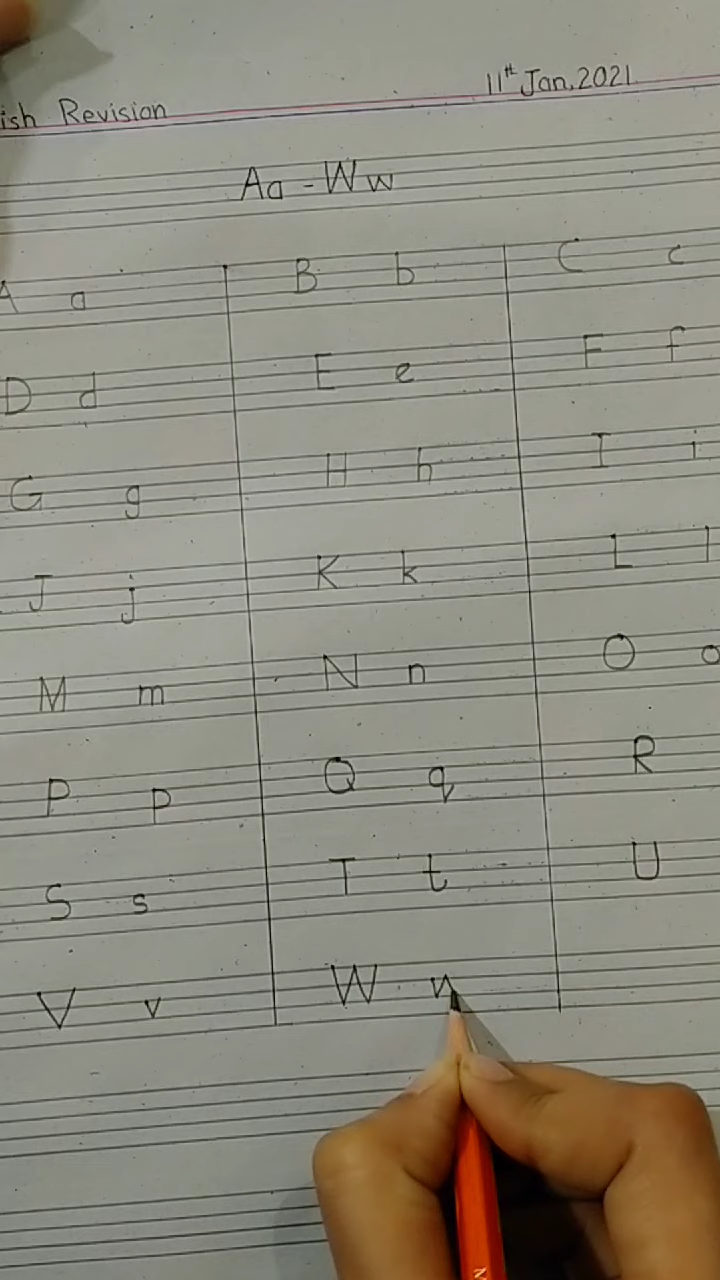 ish Revision 11th Jan, 2021
Aa - Ww
A a B b C c
D d E e F f
G g H h I i
J j K k L l
M m N n O o
P p Q q R
S s T t U
V v W w